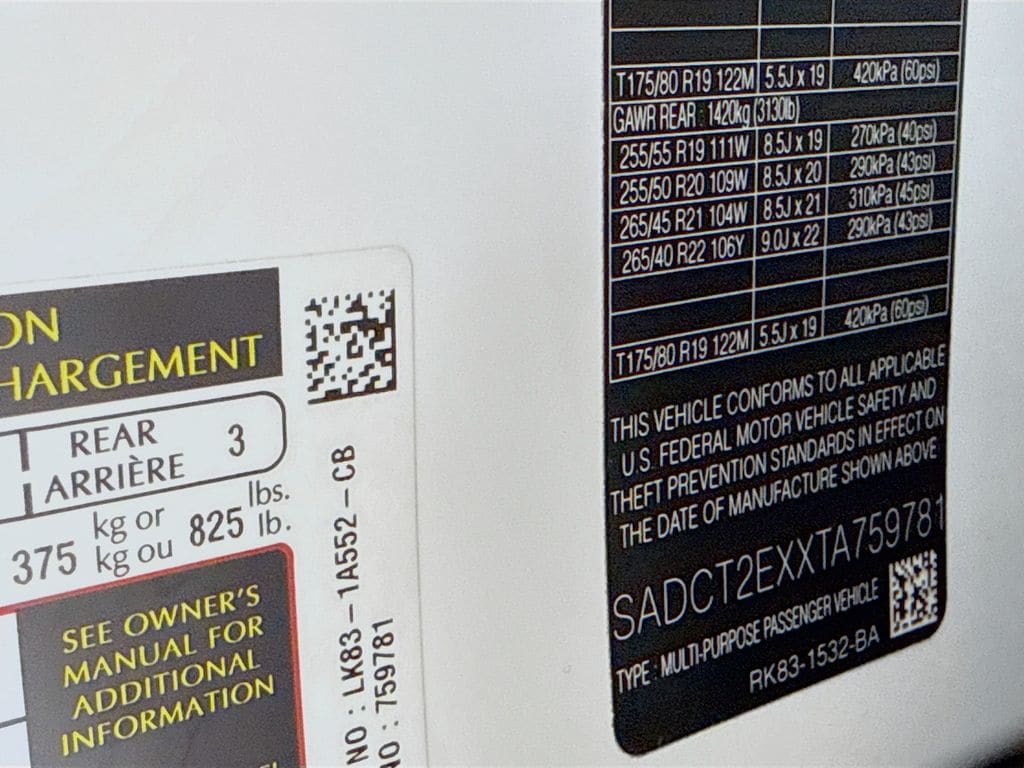 ON
HARGEMENT
REAR
ARRIÈRE
3
375 kg or kg ou 825 lbs. lb.
SEE OWNER'S
MANUAL FOR
ADDITIONAL
INFORMATION
NO : LK83-1A552-CB
NO : 759781
T175/80 R19 122M 5.5J x 19 420kPa (60psi)
GAWR REAR : 1420kg (3130lb)
255/55 R19 111W 8.5J x 19 270kPa (40psi)
255/50 R20 109W 8.5J x 20 290kPa (43psi)
265/45 R21 104W 8.5J x 21 310kPa (45psi)
265/40 R22 106Y 9.0J x 22 290kPa (43psi)
T175/80 R19 122M 5.5J x 19 420kPa (60psi)
THIS VEHICLE CONFORMS TO ALL APPLICABLE
U.S. FEDERAL MOTOR VEHICLE SAFETY AND
THEFT PREVENTION STANDARDS IN EFFECT ON
THE DATE OF MANUFACTURE SHOWN ABOVE
SADCT2EXXTA759781
TYPE : MULTI-PURPOSE PASSENGER VEHICLE
RK83-1532-BA